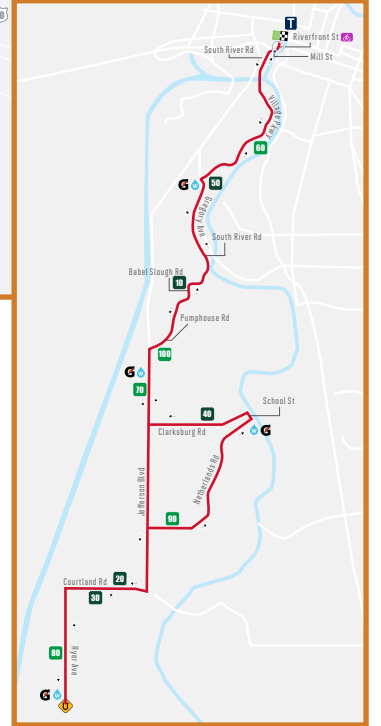 T
Riverfront St
South River Rd
Mill St
Village Pkwy
60
50
Gregory Ave
South River Rd
Babel Slough Rd
10
Pumphouse Rd
100
70
School St
40
Clarksburg Rd
Netherlands Rd
Jefferson Blvd
90
20
Courtland Rd
30
80
Ryer Ave